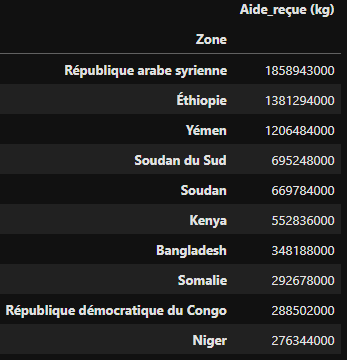 Aide_reçue (kg)
Zone
République arabe syrienne 1858943000
Éthiopie 1381294000
Yémen 1206484000
Soudan du Sud 695248000
Soudan 669784000
Kenya 552836000
Bangladesh 348188000
Somalie 292678000
République démocratique du Congo 288502000
Niger 276344000